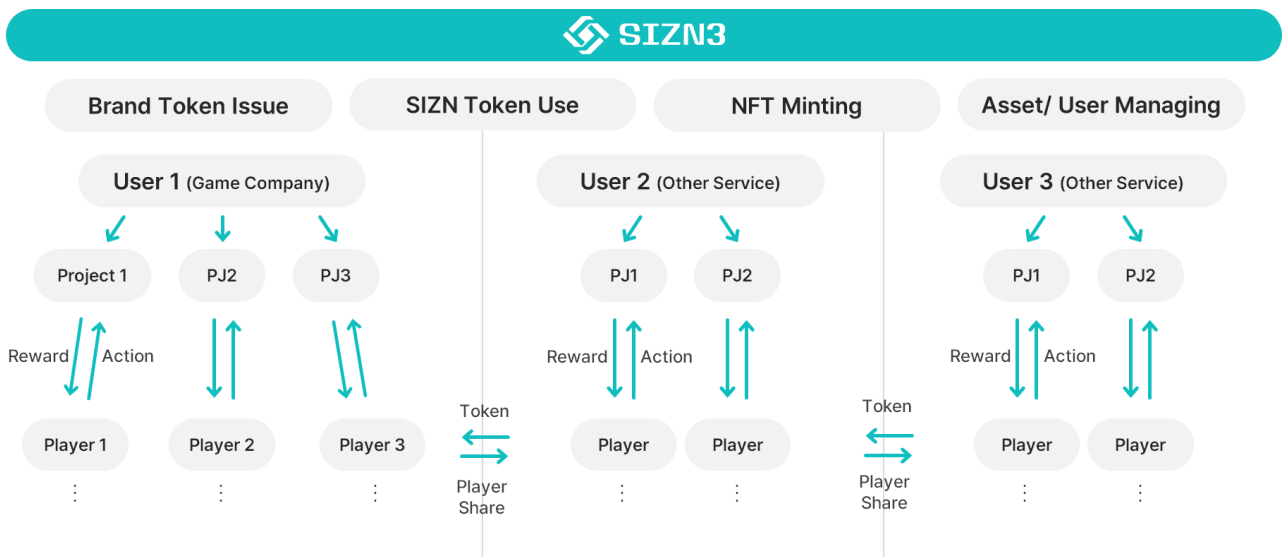 SIZN3
Brand Token Issue
SIZN Token Use
NFT Minting
Asset/ User Managing
User 1 (Game Company)
User 2 (Other Service)
User 3 (Other Service)
Project 1
PJ2
PJ3
PJ1
PJ2
PJ1
PJ2
Reward
Action
Reward
Action
Reward
Action
Player 1
Player 2
Player 3
Token
Player
Share
Player
Player
Token
Player
Share
Player
Player